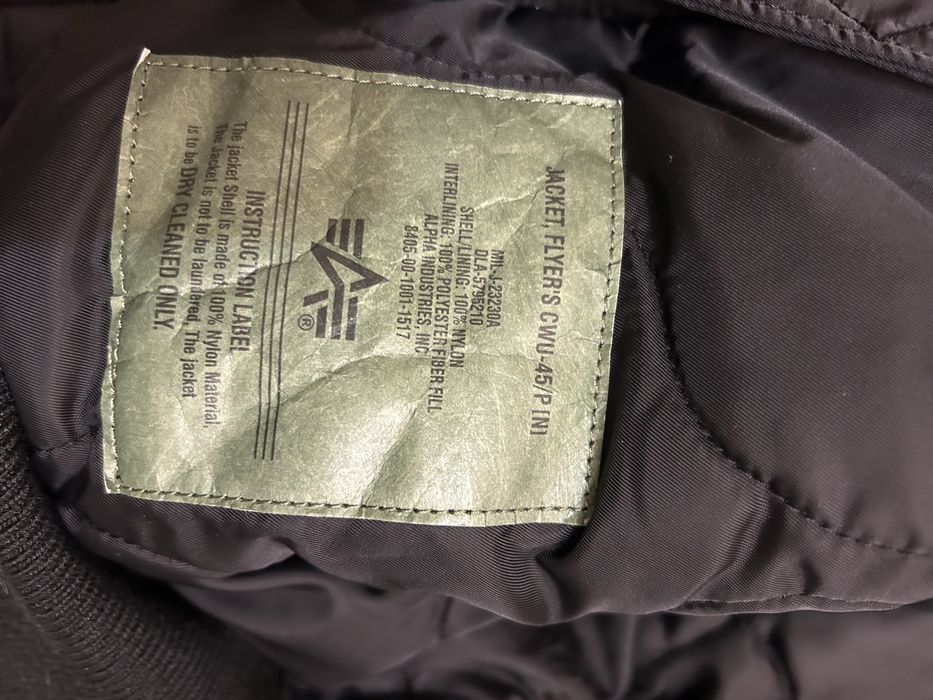 JACKET, FLYER'S CWU-45/P [N]
MIL-J-23230A
DLA-5795210
SHELL/LINING: 100% NYLON
INTERLINING: 100% POLYESTER FIBER FILL
ALPHA INDUSTRIES, INC
8405-00-1001-1517
®
INSTRUCTION LABEL
The jacket Shell is made of 100% Nylon Material,
The Jacket is not to be laundered, The jacket
is to be DRY CLEANED ONLY.